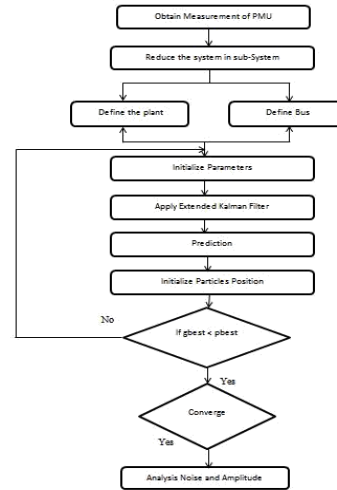 Obtain Measurement of PMU
Reduce the system in sub-System
Define the plant
Define Bus
Initialize Parameters
Apply Extended Kalman Filter
Prediction
Initialize Particles Position
No
If gbest < pbest
Yes
Converge
Yes
Analysis Noise and Amplitude